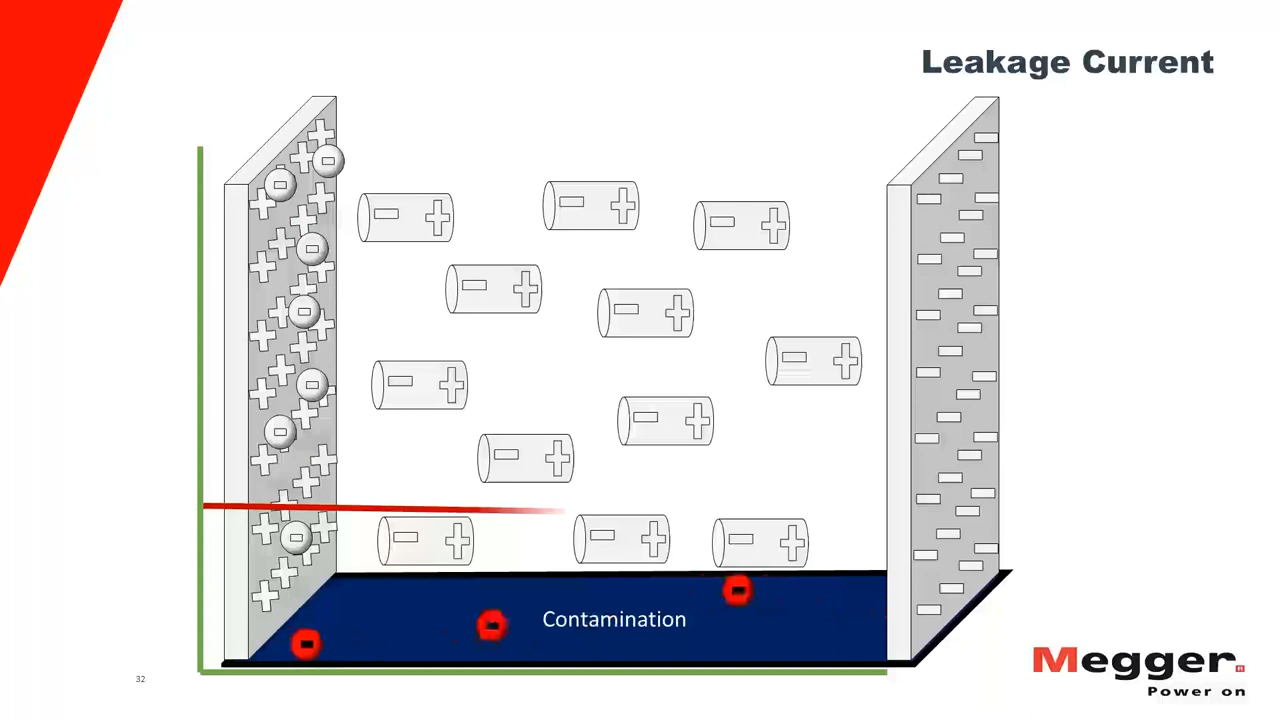 Leakage Current
Contamination
32
Megger.
Power on